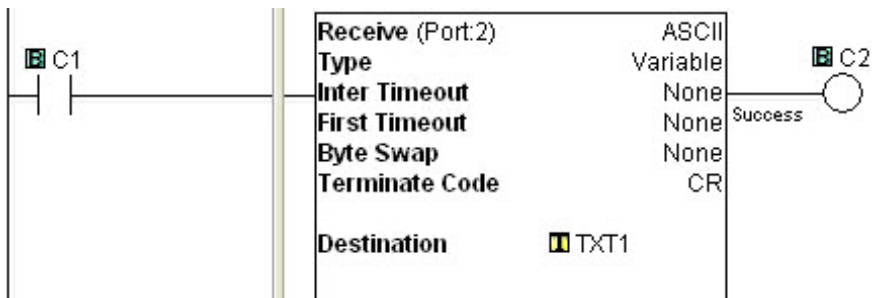 Receive (Port:2) ASCII
B C1
Type Variable
B C2
Inter Timeout None
First Timeout None
Success
Byte Swap None
Terminate Code CR
Destination T TXT1